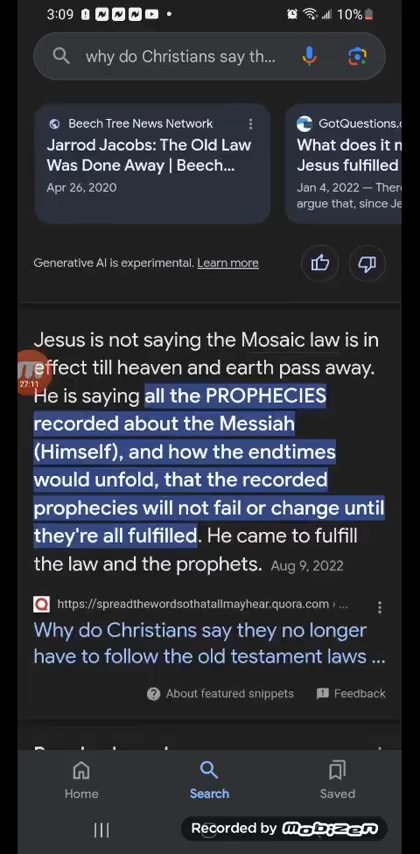 3:09 10%
why do Christians say th...
Beech Tree News Network
Jarrod Jacobs: The Old Law
Was Done Away | Beech...
Apr 26, 2020
GotQuestions.o
What does it m
Jesus fulfilled
Jan 4, 2022 — Ther
argue that, since Je
Generative AI is experimental. Learn more
Jesus is not saying the Mosaic law is in
effect till heaven and earth pass away.
He is saying all the PROPHECIES
recorded about the Messiah
(Himself), and how the endtimes
would unfold, that the recorded
prophecies will not fail or change until
they're all fulfilled. He came to fulfill
the law and the prophets. Aug 9, 2022
27:11
https://spreadthewordsothatallmayhear.quora.com › ...
Why do Christians say they no longer
have to follow the old testament laws ...
About featured snippets Feedback
Home Search Saved
Recorded by mobizen